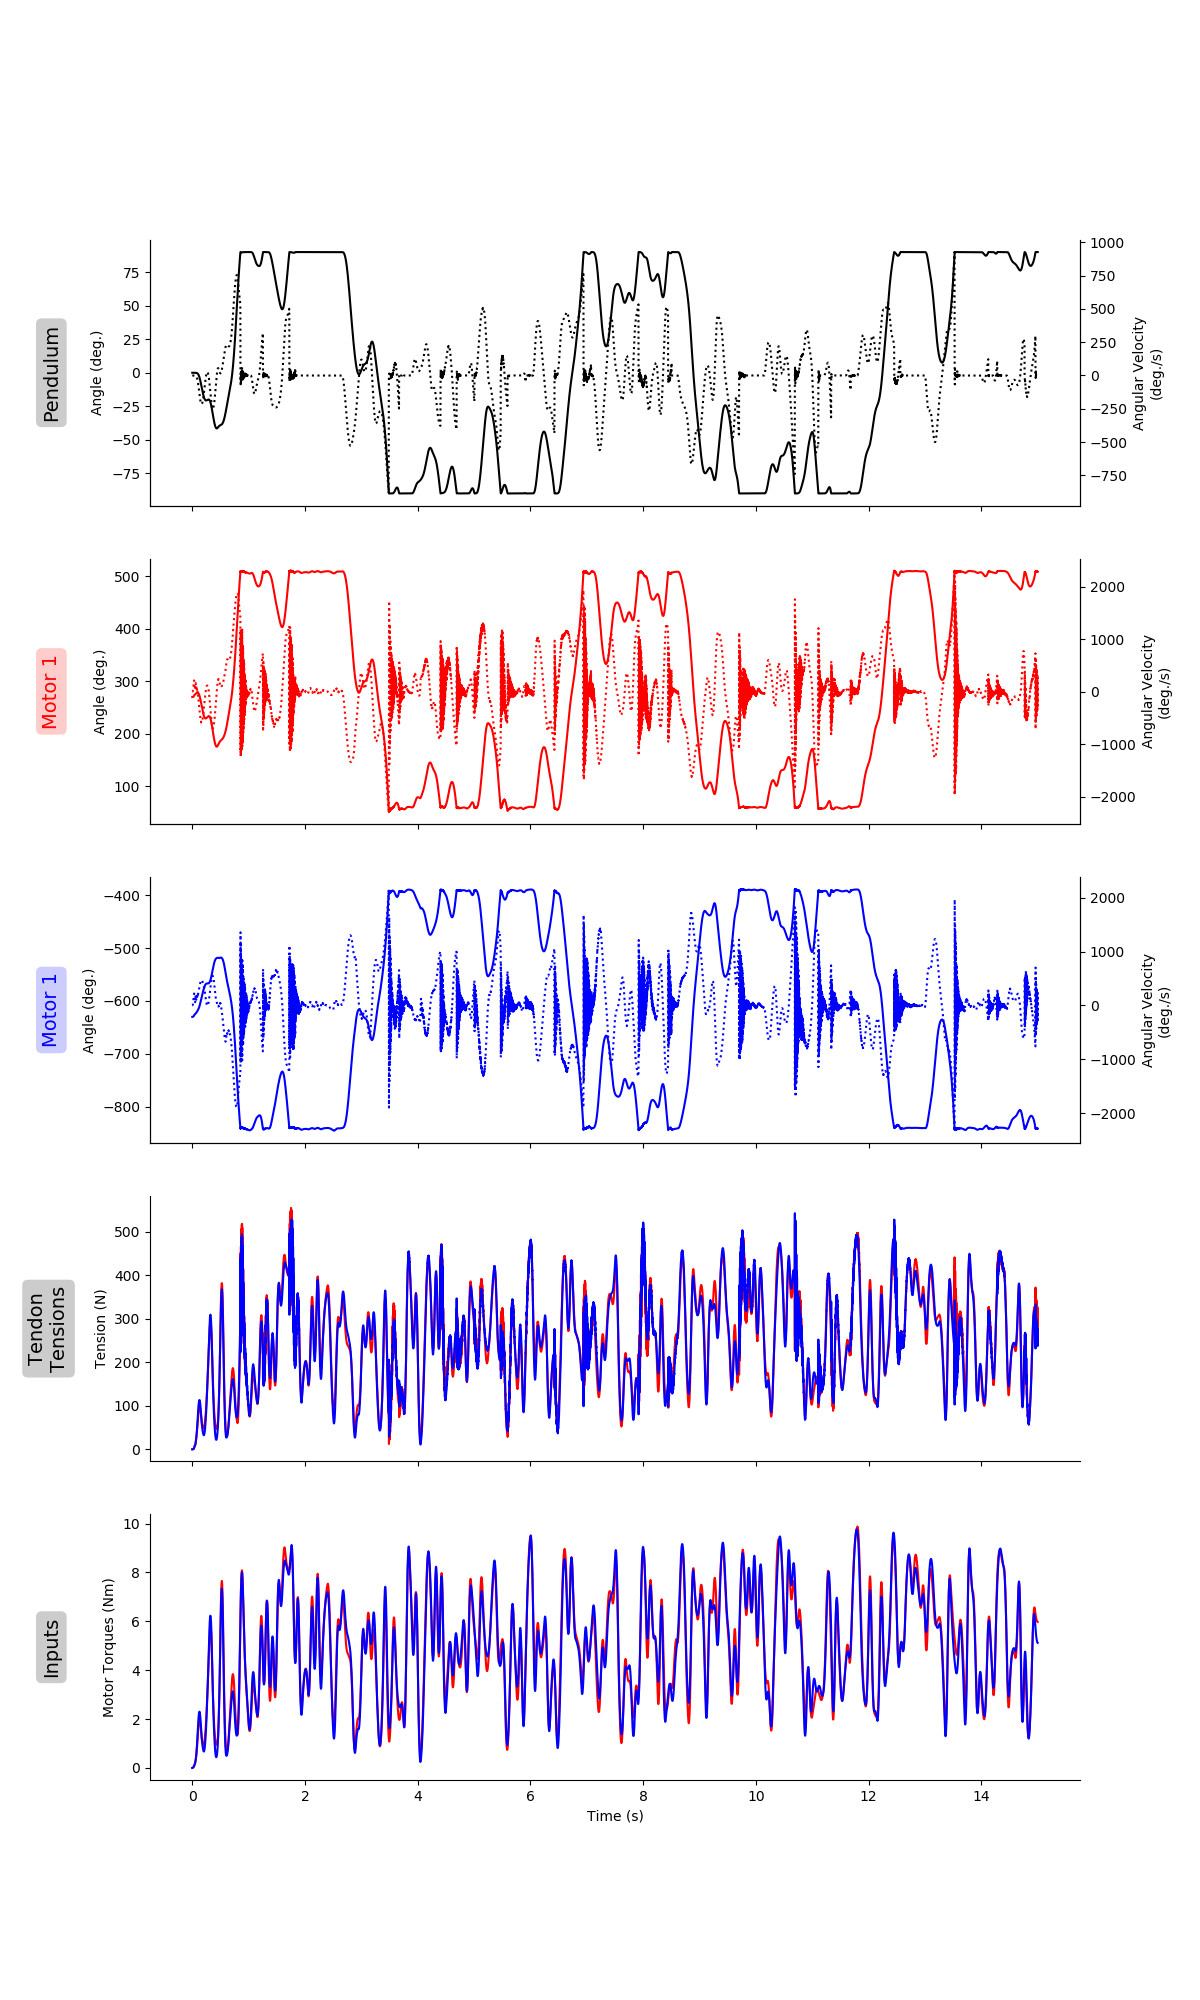 Pendulum
Angle (deg.)
75
50
25
0
−25
−50
−75
1000
750
500
250
0
−250
−500
−750
Angular Velocity
(deg./s)
Motor 1
Angle (deg.)
500
400
300
200
100
2000
1000
0
−1000
−2000
Angular Velocity
(deg./s)
Motor 1
Angle (deg.)
−400
−500
−600
−700
−800
2000
1000
0
−1000
−2000
Angular Velocity
(deg./s)
Tendon
Tensions
Tension (N)
500
400
300
200
100
0
Inputs
Motor Torques (Nm)
10
8
6
4
2
0
0 2 4 6 8 10 12 14
Time (s)